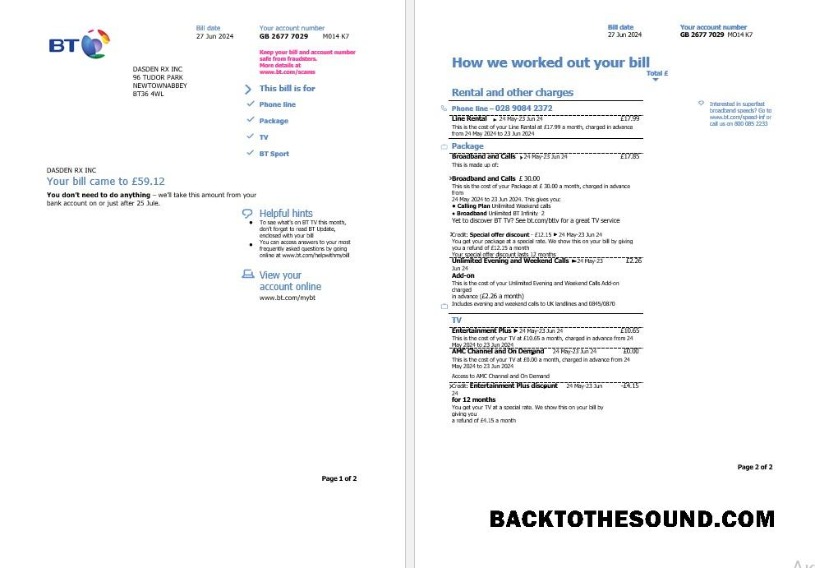 Bill date
27 Jun 2024
Your account number
GB 2677 7029 M014 K7
BT
Keep your bill and account number
safe from fraudsters.
More details at
www.bt.com/scams
DASDEN RX INC
96 TUDOR PARK
NEWTOWNABBEY
BT36 4WL
This bill is for
Phone line
Package
TV
BT Sport
DASDEN RX INC
Your bill came to £59.12
You don't need to do anything – we'll take this amount from your
bank account on or just after 25 Jule.
Helpful hints
• To see what's on BT TV this month,
don't forget to read BT Update,
enclosed with your bill
• You can access answers to your most
frequently asked questions by going
online at www.bt.com/helpwithmybill
View your
account online
www.bt.com/mybt
Page 1 of 2
Bill date
27 Jun 2024
Your account number
GB 2677 7029 MO14 K7
How we worked out your bill
Total £
Rental and other charges
Phone line – 028 9084 2372
Line Rental ▸ 24 May-23 Jun 24 £17.99
This is the cost of your Line Rental at £17.99 a month, charged in advance
from 24 May 2024 to 23 Jun 2024
Interested in superfast
broadband speeds? Go to
www.bt.com/speed-inf or
call us on 880 085 2233
Package
Broadband and Calls ▸ 24 May-23 Jun 24 £17.85
This is made up of:
Broadband and Calls £ 30.00
This sis the cost of your Package at £ 30.00 a month, charged in advance
from
24 May 2024 to 23 Jun 2024. This gives you:
• Calling Plan Unlimited Weekend calls
• Broadband Unlimited BT Infinity 2
Yet to discover BT TV? See bt.com/bttv for a great TV service
Credit: Special offer discount - £12.15 ▸ 24 May-23 Jun 24
You get your package at a special rate. We show this on your bill by giving
you a refund of £12.15 a month
Your special offer discount lasts 12 months
Unlimited Evening and Weekend Calls ▸ 24 May-23 £2.26
Jun 24
Add-on
This is the cost of your Unlimited Evening and Weekend Calls Add-on
charged
in advance (£2.26 a month)
Includes evening and weekend calls to UK landlines and 0845/0870
TV
Entertainment Plus ▸ 24 May-23 Jun 24 £10.65
This is the cost of your TV at £10.65 a month, charged in advance from 24
May 2024 to 23 Jun 2024
AMC Channel and On Demand 24 May-23 Jun 24 £0.00
This is the cost of your TV at £0.00 a month, charged in advance from 24
May 2024 to 23 Jun 2024
Access to AMC Channel and On Demand
Credit: Entertainment Plus discount 24 May-23 Jun -£4.15
24
for 12 months
You get your TV at a special rate. We show this on your bill by
giving you
a refund of £4.15 a month
Page 2 of 2
BACKTOTHESOUND.COM